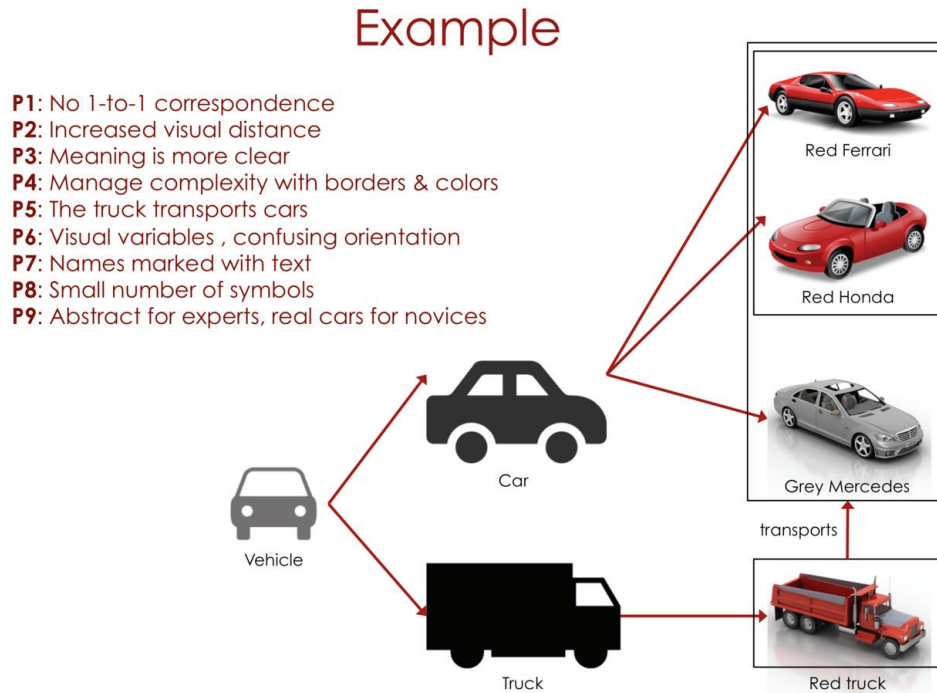 Example
P1: No 1-to-1 correspondence
P2: Increased visual distance
P3: Meaning is more clear
P4: Manage complexity with borders & colors
P5: The truck transports cars
P6: Visual variables , confusing orientation
P7: Names marked with text
P8: Small number of symbols
P9: Abstract for experts, real cars for novices
Red Ferrari
Red Honda
Car
Grey Mercedes
transports
Vehicle
Truck
Red truck